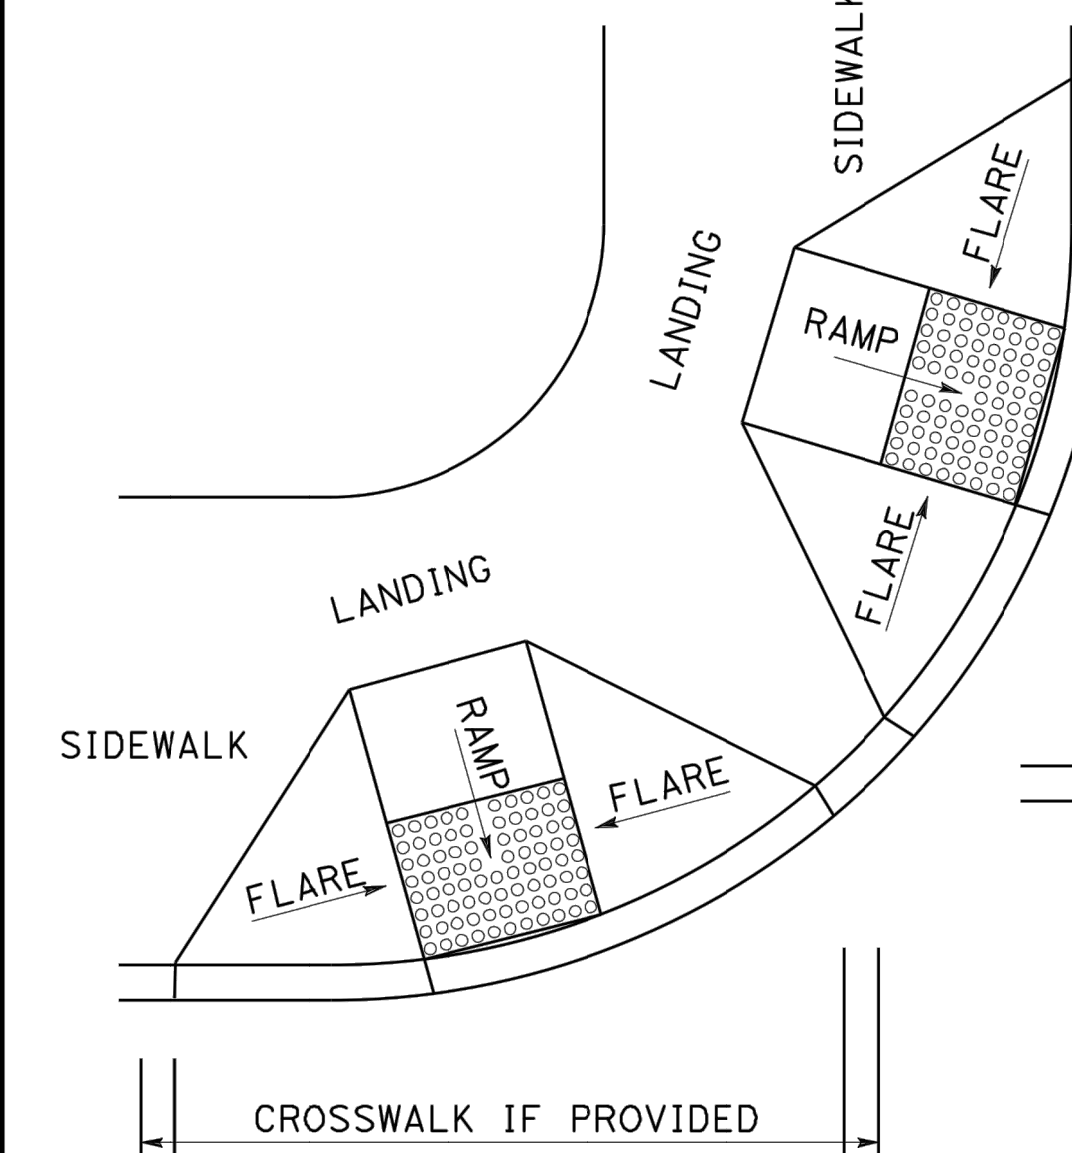 SIDEWALK
FLARE
LANDING
RAMP
FLARE
LANDING
SIDEWALK
RAMP
FLARE
FLARE
CROSSWALK IF PROVIDED